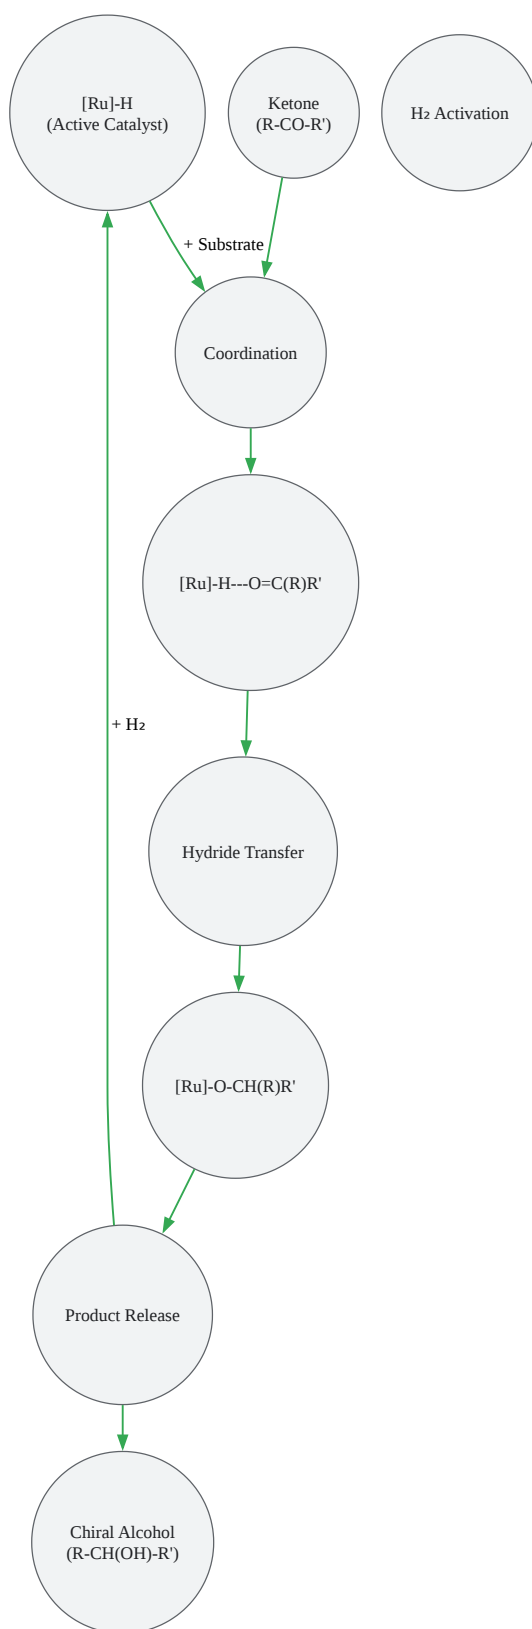 [Ru]-H
(Active Catalyst)
Ketone
(R-CO-R')
H₂ Activation
+ Substrate
Coordination
[Ru]-H---O=C(R)R'
+ H₂
Hydride Transfer
[Ru]-O-CH(R)R'
Product Release
Chiral Alcohol
(R-CH(OH)-R')